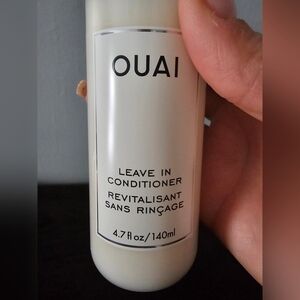 OUAI
LEAVE IN
CONDITIONER
REVITALISANT
SANS RINÇAGE
4.7 fl oz/140ml